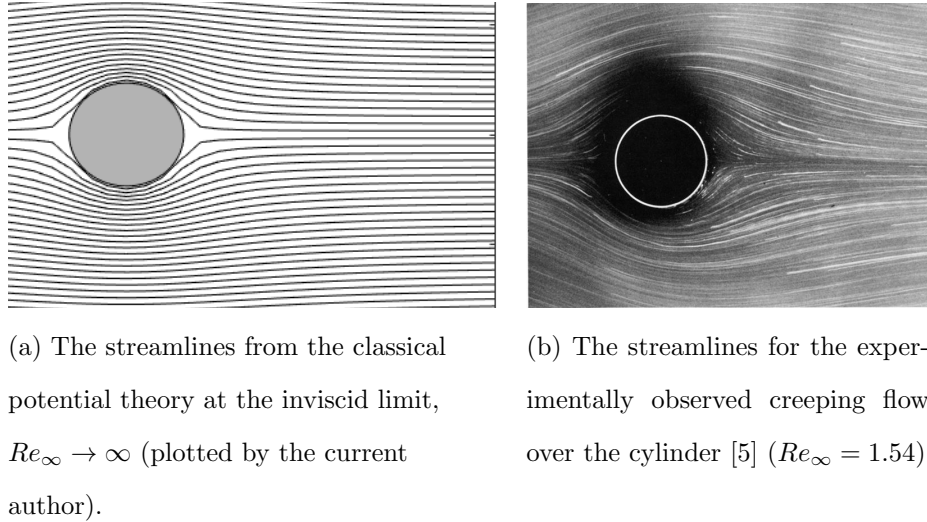 (a) The streamlines from the classical
potential theory at the inviscid limit,
Re∞ → ∞ (plotted by the current
author).
(b) The streamlines for the exper-
imentally observed creeping flow
over the cylinder [5] (Re∞ = 1.54)